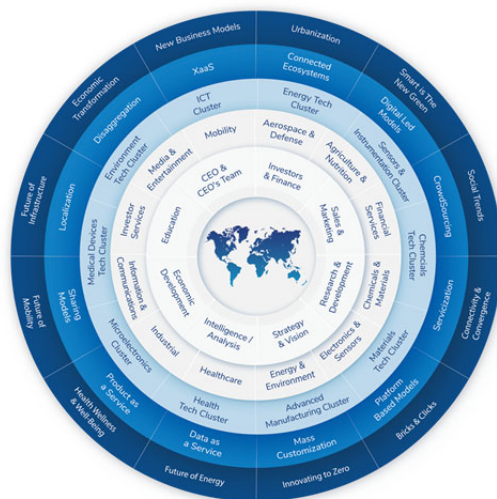 New Business Models
Urbanization
Smart Is The
New Green
Social Trends
Connectivity &
Convergence
Bricks & Clicks
Innovating to Zero
Future of Energy
Health Wellness
& Well-Being
Future of
Mobility
Future of
Infrastructure
Economic
Transformation
XaaS
Connected
Ecosystems
Digital Led
Models
CrowdSourcing
Servicization
Platform
Based Models
Mass
Customization
Data as
a Service
Product as
a Service
Sharing
Models
Localization
Disaggregation
ICT
Cluster
Energy Tech
Cluster
Sensors &
Instrumentation Cluster
Chemcials
Tech Cluster
Materials
Tech Cluster
Advanced
Manufacturing Cluster
Health
Tech Cluster
Microelectronics
Cluster
Medical Devices
Tech Cluster
Environment
Tech Cluster
Mobility
Aerospace &
Defense
Agriculture &
Nutrition
Financial
Services
Chemicals &
Materials
Electronics &
Sensors
Energy &
Environment
Healthcare
Industrial
Information &
Communications
Investor
Services
Media &
Entertainment
CEO &
CEO's Team
Investors
& Finance
Sales &
Marketing
Research &
Development
Strategy
& Vision
Intelligence /
Analysis
Economic
Development
Education